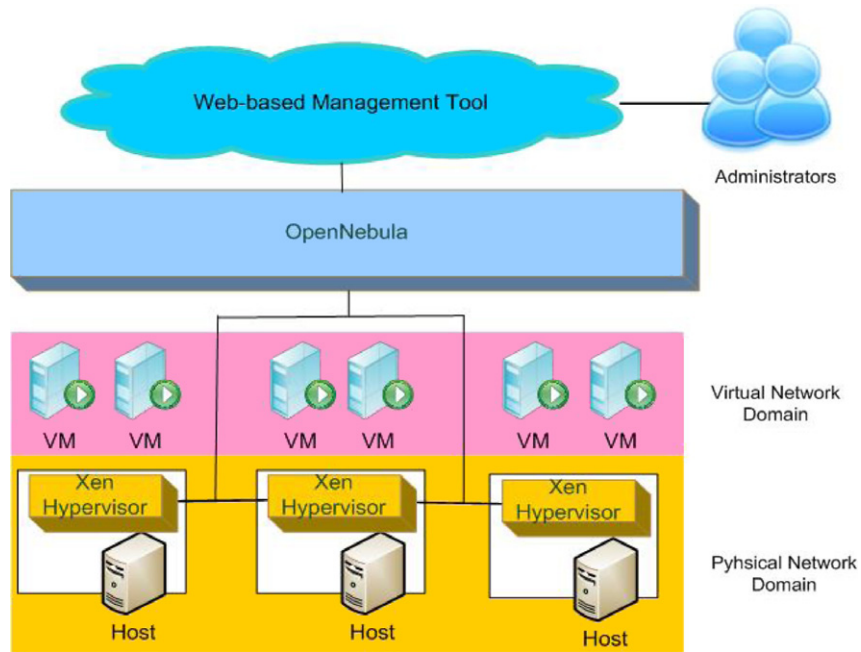 Web-based Management Tool
Administrators
OpenNebula
VM VM VM VM VM VM
Virtual Network
Domain
Xen
Hypervisor
Xen
Hypervisor
Xen
Hypervisor
Pyhsical Network
Domain
Host
Host
Host